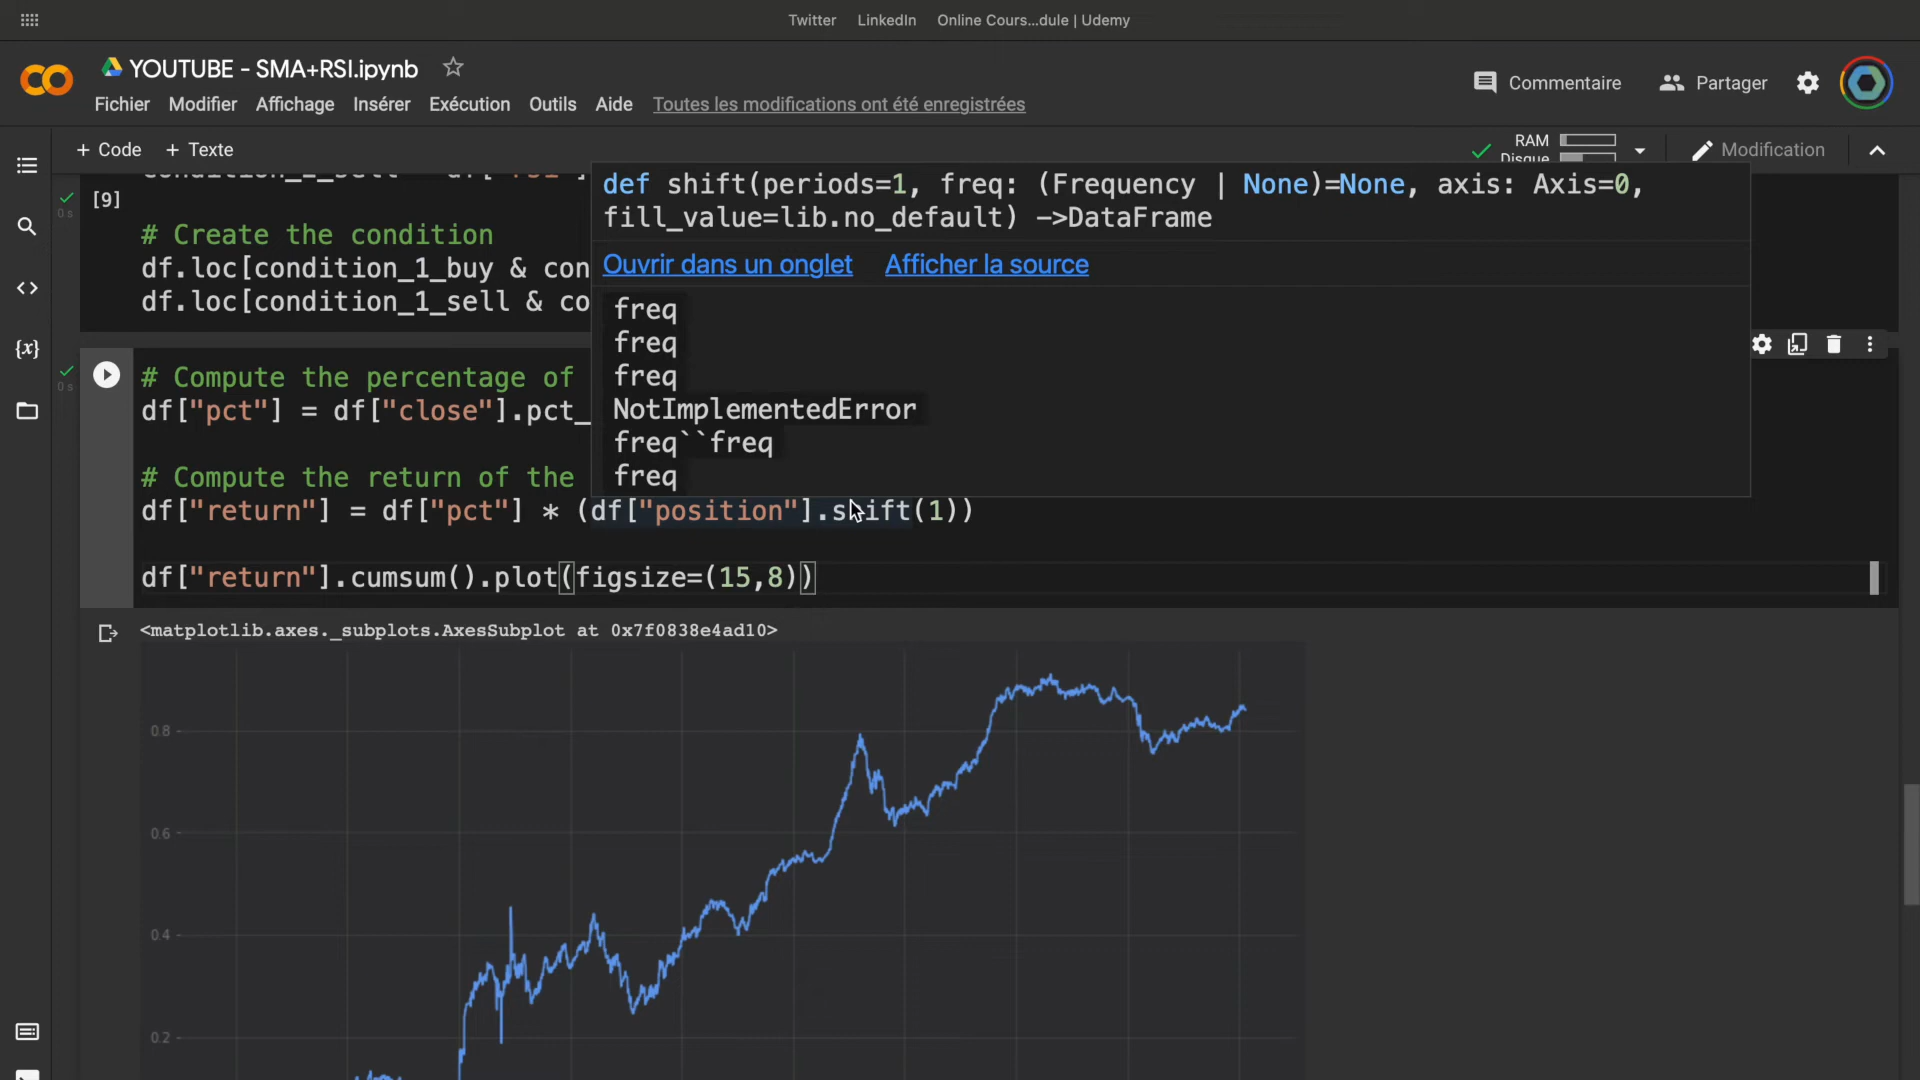 Twitter LinkedIn Online Cours...dule | Udemy
YOUTUBE - SMA+RSI.ipynb
Commentaire Partager
Fichier Modifier Affichage Insérer Exécution Outils Aide Toutes les modifications ont été enregistrées
+ Code + Texte
RAM
Disque
Modification
[9]
0 s
# Create the condition
df.loc[condition_1_buy & con
df.loc[condition_1_sell & co
def shift(periods=1, freq: (Frequency | None)=None, axis: Axis=0,
fill_value=lib.no_default) ->DataFrame
Ouvrir dans un onglet Afficher la source
freq
freq
freq
NotImplementedError
freq``freq
freq
0 s
# Compute the percentage of
df["pct"] = df["close"].pct_
# Compute the return of the
df["return"] = df["pct"] * (df["position"].shift(1))
df["return"].cumsum().plot(figsize=(15,8))
<matplotlib.axes._subplots.AxesSubplot at 0x7f0838e4ad10>
0.8
0.6
0.4
0.2